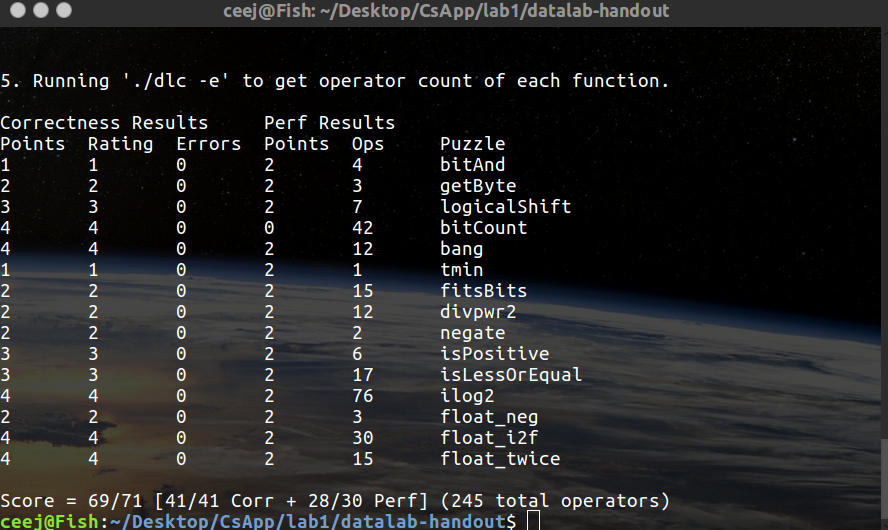 ceej@Fish: ~/Desktop/CsApp/lab1/datalab-handout
5. Running './dlc -e' to get operator count of each function.
Correctness Results Perf Results
Points Rating Errors Points Ops Puzzle
1 1 0 2 4 bitAnd
2 2 0 2 3 getByte
3 3 0 2 7 logicalShift
4 4 0 0 42 bitCount
4 4 0 2 12 bang
1 1 0 2 1 tmin
2 2 0 2 15 fitsBits
2 2 0 2 12 divpwr2
2 2 0 2 2 negate
3 3 0 2 6 isPositive
3 3 0 2 17 isLessOrEqual
4 4 0 2 76 ilog2
2 2 0 2 3 float_neg
4 4 0 2 30 float_i2f
4 4 0 2 15 float_twice
Score = 69/71 [41/41 Corr + 28/30 Perf] (245 total operators)
ceej@Fish:~/Desktop/CsApp/lab1/datalab-handout$